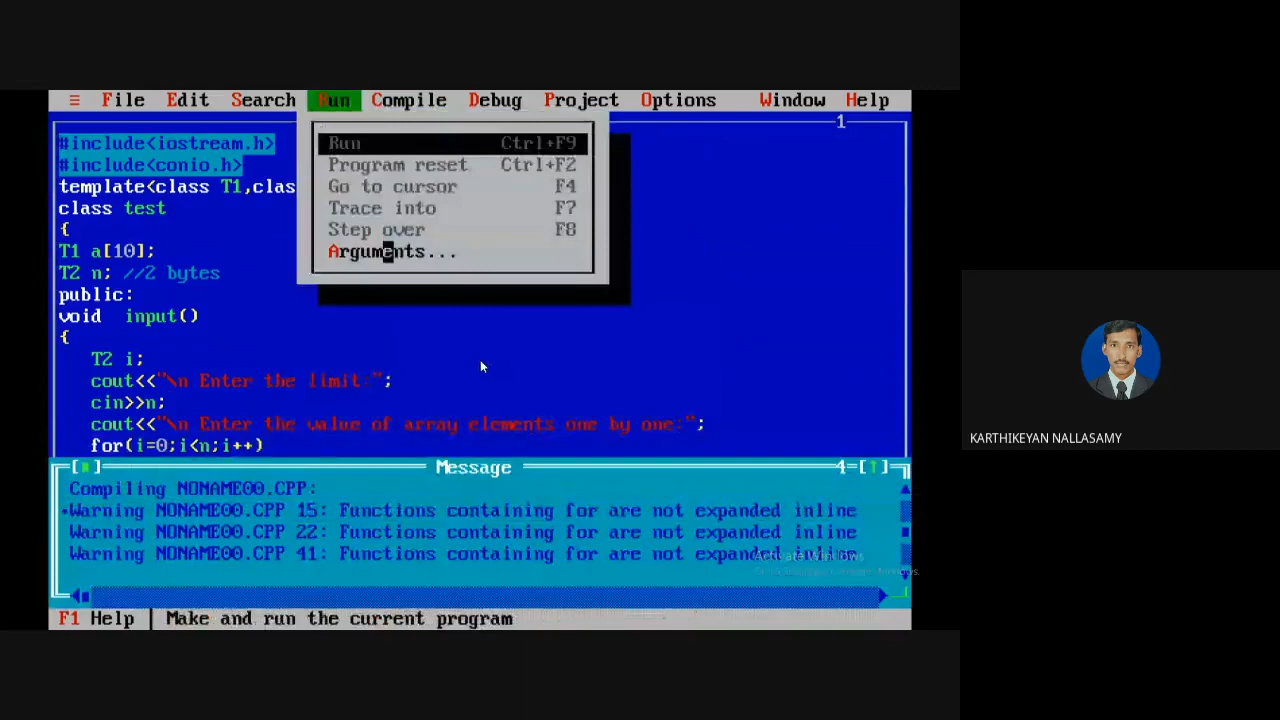 ≡ File Edit Search Run Compile Debug Project Options Window Help
1
Run Ctrl+F9
Program reset Ctrl+F2
Go to cursor F4
Trace into F7
Step over F8
Arguments...
#include<iostream.h>
#include<conio.h>
template<class T1,clas
class test
{
T1 a[10];
T2 n; //2 bytes
public:
void input()
{
T2 i;
cout<<"\n Enter the limit:";
cin>>n;
cout<<"\n Enter the value of array elements one by one:";
for(i=0;i<n;i++)
Message 4=[↑]
Compiling NONAME00.CPP:
•Warning NONAME00.CPP 15: Functions containing for are not expanded inline
Warning NONAME00.CPP 22: Functions containing for are not expanded inline
Warning NONAME00.CPP 41: Functions containing for are not expanded inline
Activate Windows
F1 Help | Make and run the current program
KARTHIKEYAN NALLASAMY